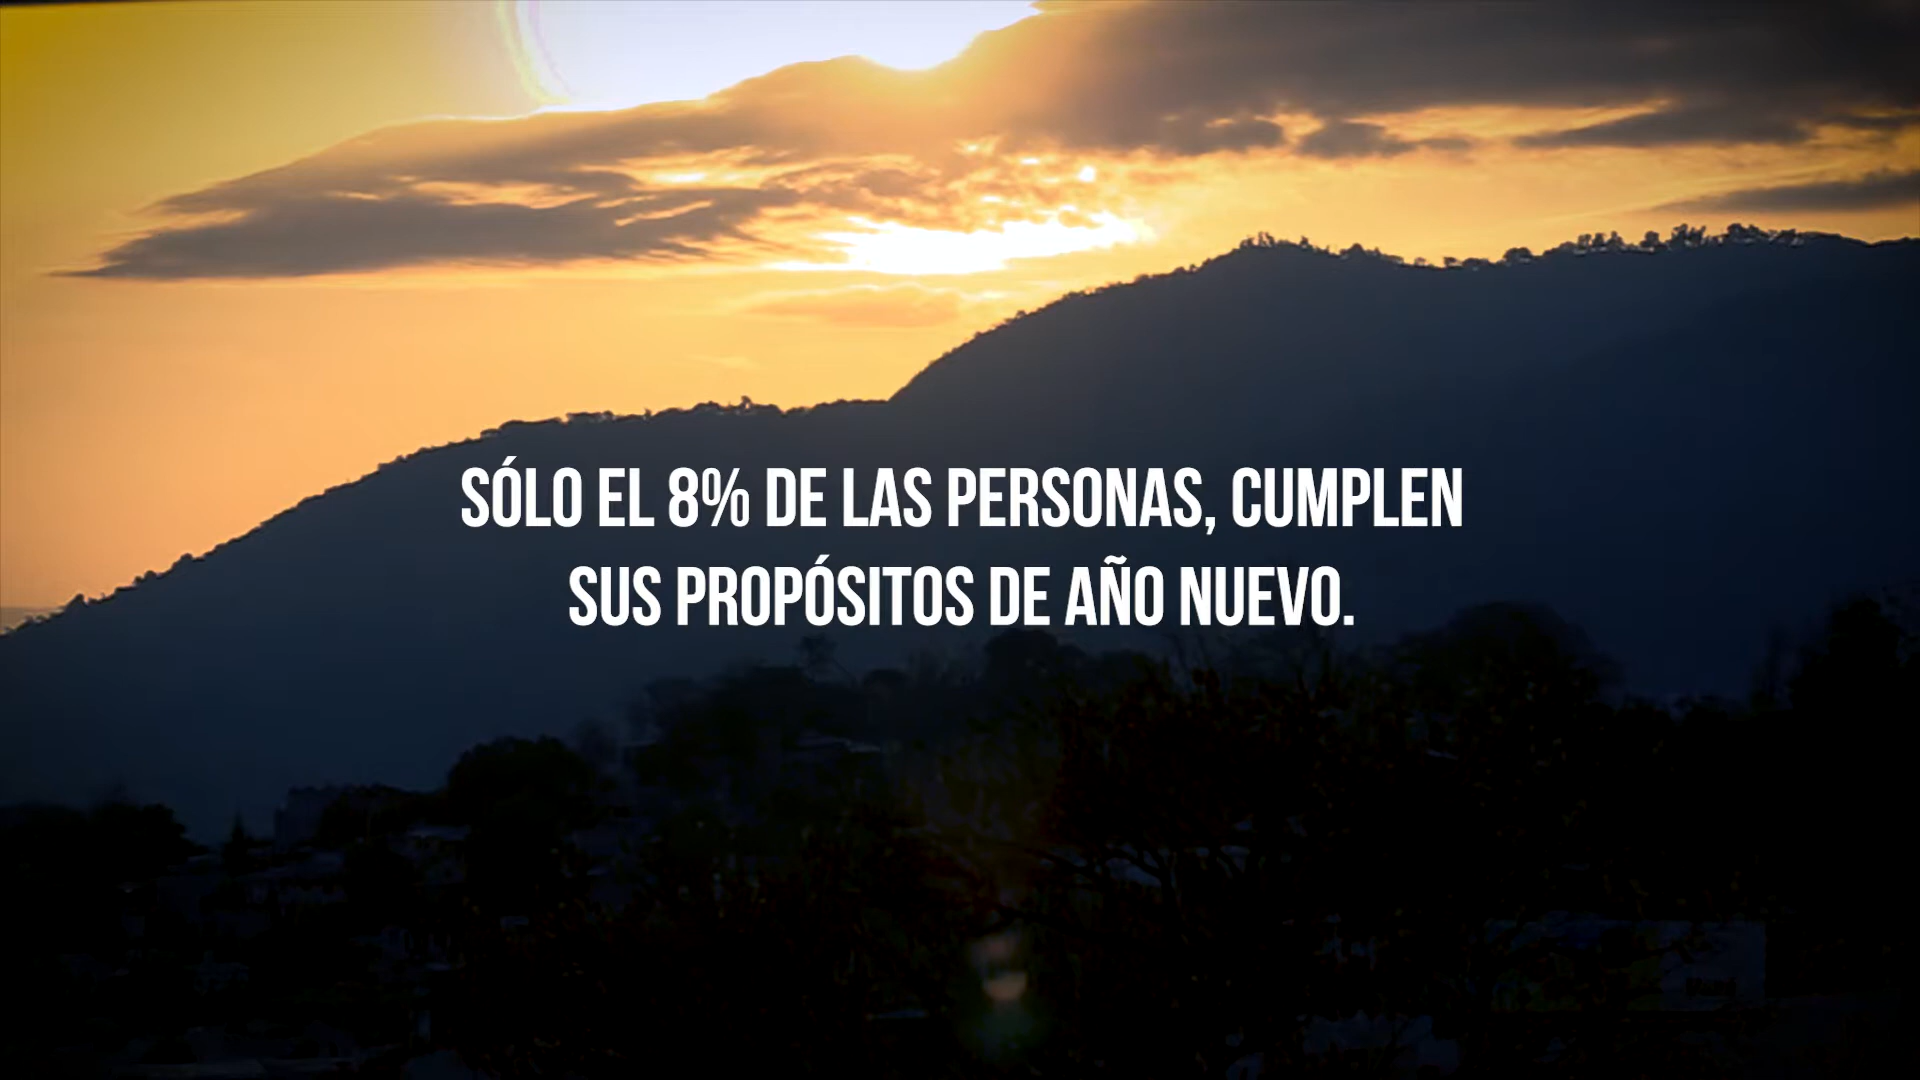 SÓLO EL 8% DE LAS PERSONAS, CUMPLEN
SUS PROPÓSITOS DE AÑO NUEVO.